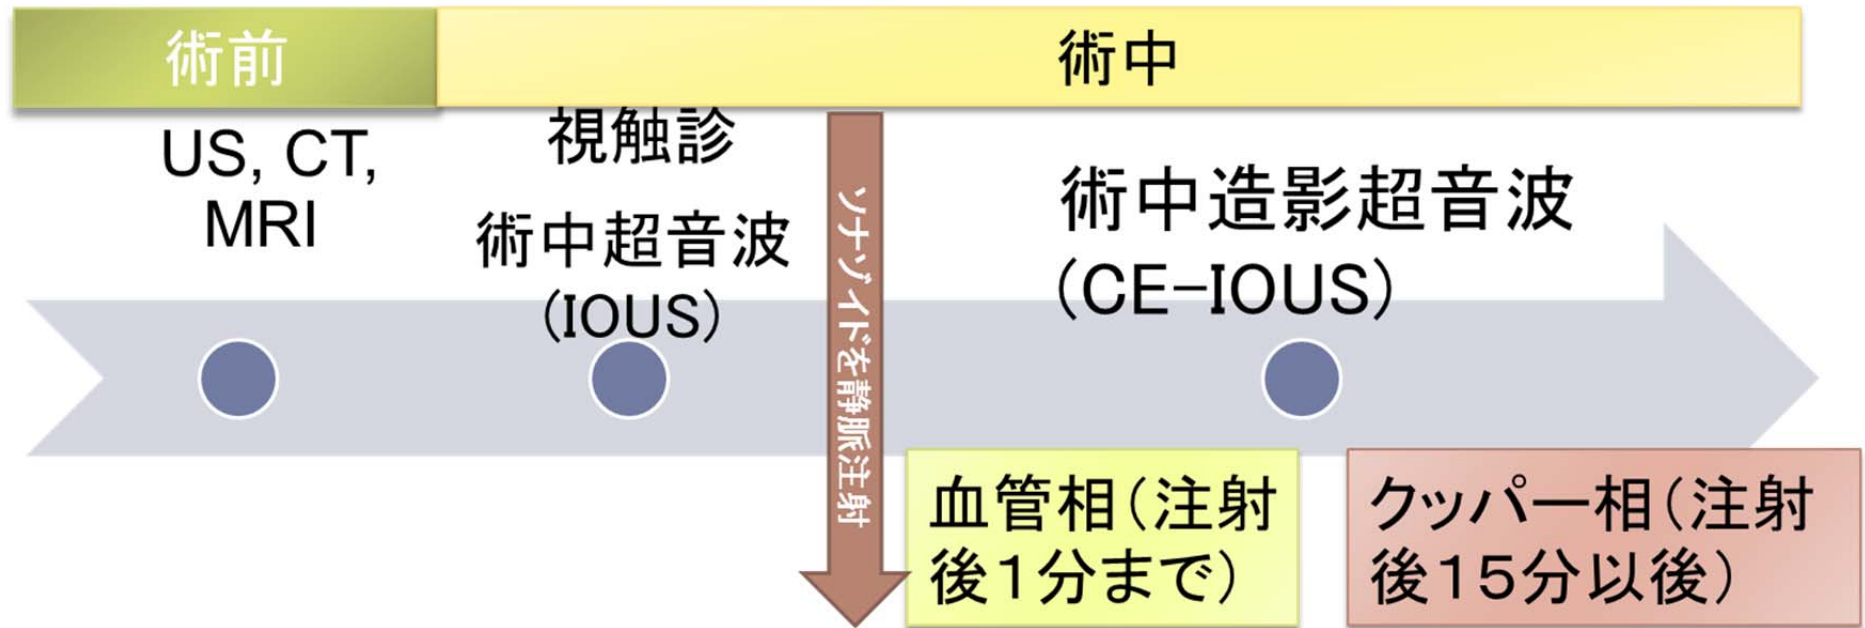 術前
術中
US, CT,
MRI
視触診
術中超音波
(IOUS)
ソナゾイドを静脈注射
術中造影超音波
(CE-IOUS)
血管相(注射
後1分まで)
クッパー相(注射
後15分以後)